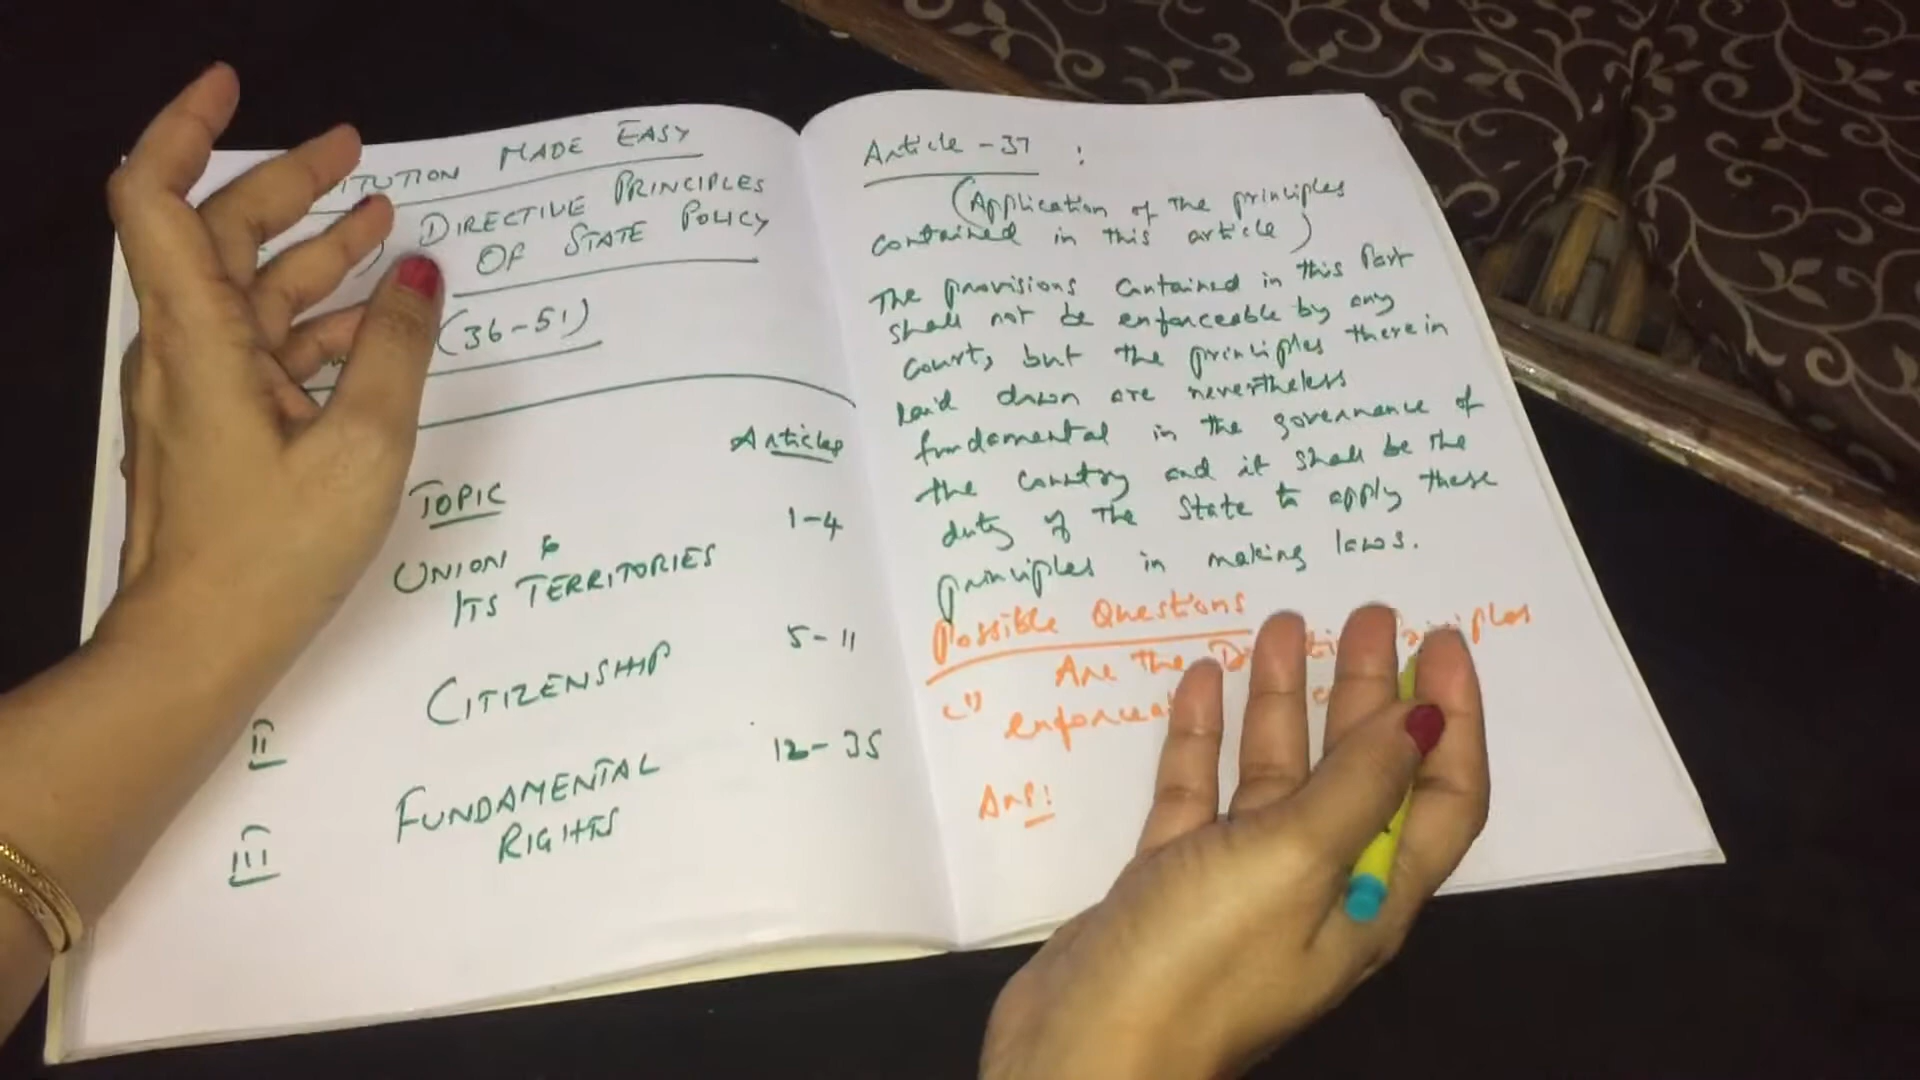 MADE EASY
DIRECTIVE PRINCIPLES
OF STATE POLICY
(36-51)
Articles
TOPIC
UNION &
ITS TERRITORIES
1-4
CITIZENSHIP
5-11
II
FUNDAMENTAL
RIGHTS
12-35
III
Article - 37 :
(Application of the principles
contained in this article)
The provisions contained in this Part
shall not be enforceable by any
court, but the principles therein
laid down are nevertheless
fundamental in the governance of
the country and it shall be the
duty of the State to apply these
principles in making laws.
Possible Questions
(1) Are the
Ans: